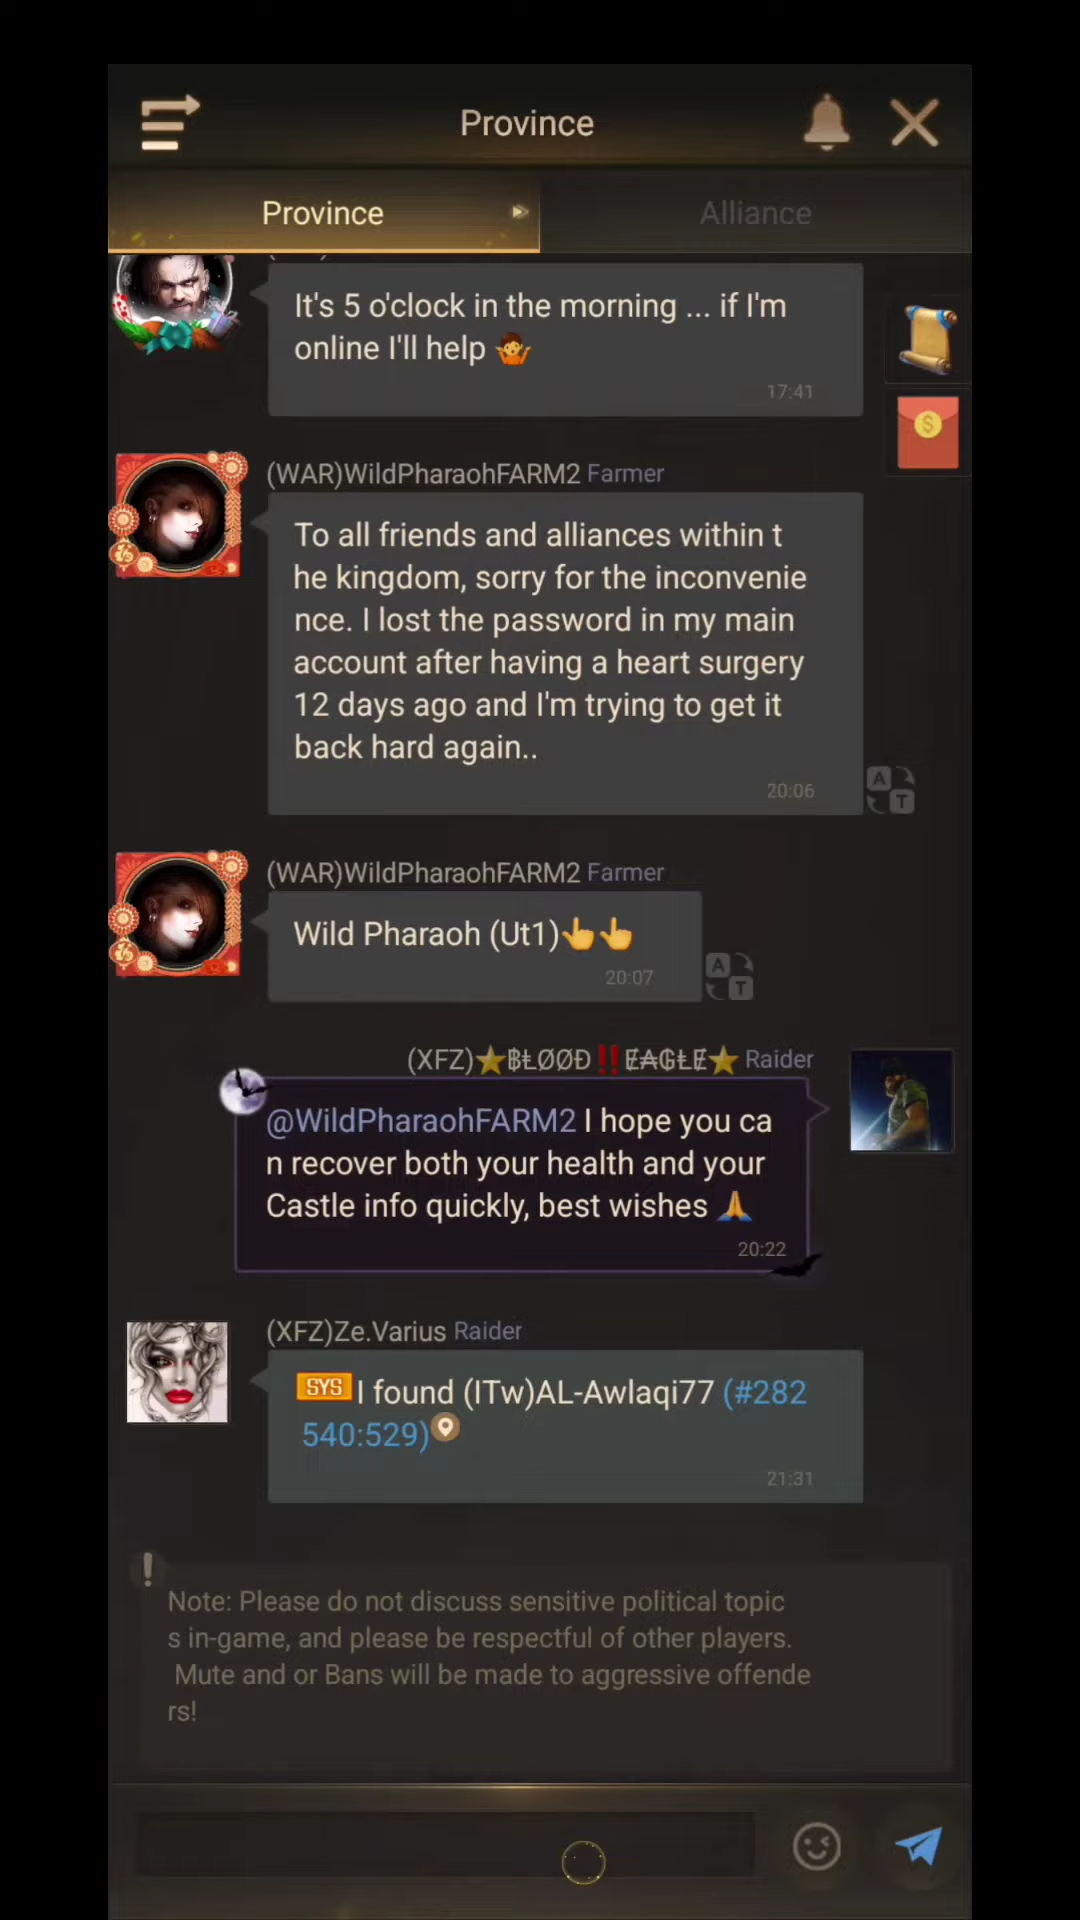 Province
Province
Alliance
It's 5 o'clock in the morning ... if I'm
online I'll help 🤷
17:41
(WAR)WildPharaohFARM2 Farmer
To all friends and alliances within t
he kingdom, sorry for the inconvenie
nce. I lost the password in my main
account after having a heart surgery
12 days ago and I'm trying to get it
back hard again..
20:06
(WAR)WildPharaohFARM2 Farmer
Wild Pharaoh (Ut1)👆👆
20:07
(XFZ)⭐฿ⱠØØĐ‼️ɆȺ₲ⱠɆ⭐ Raider
@WildPharaohFARM2 I hope you ca
n recover both your health and your
Castle info quickly, best wishes 🙏
20:22
(XFZ)Ze.Varius Raider
SYS I found (ITw)AL-Awlaqi77 (#282
540:529)
21:31
Note: Please do not discuss sensitive political topic
s in-game, and please be respectful of other players.
Mute and or Bans will be made to aggressive offende
rs!